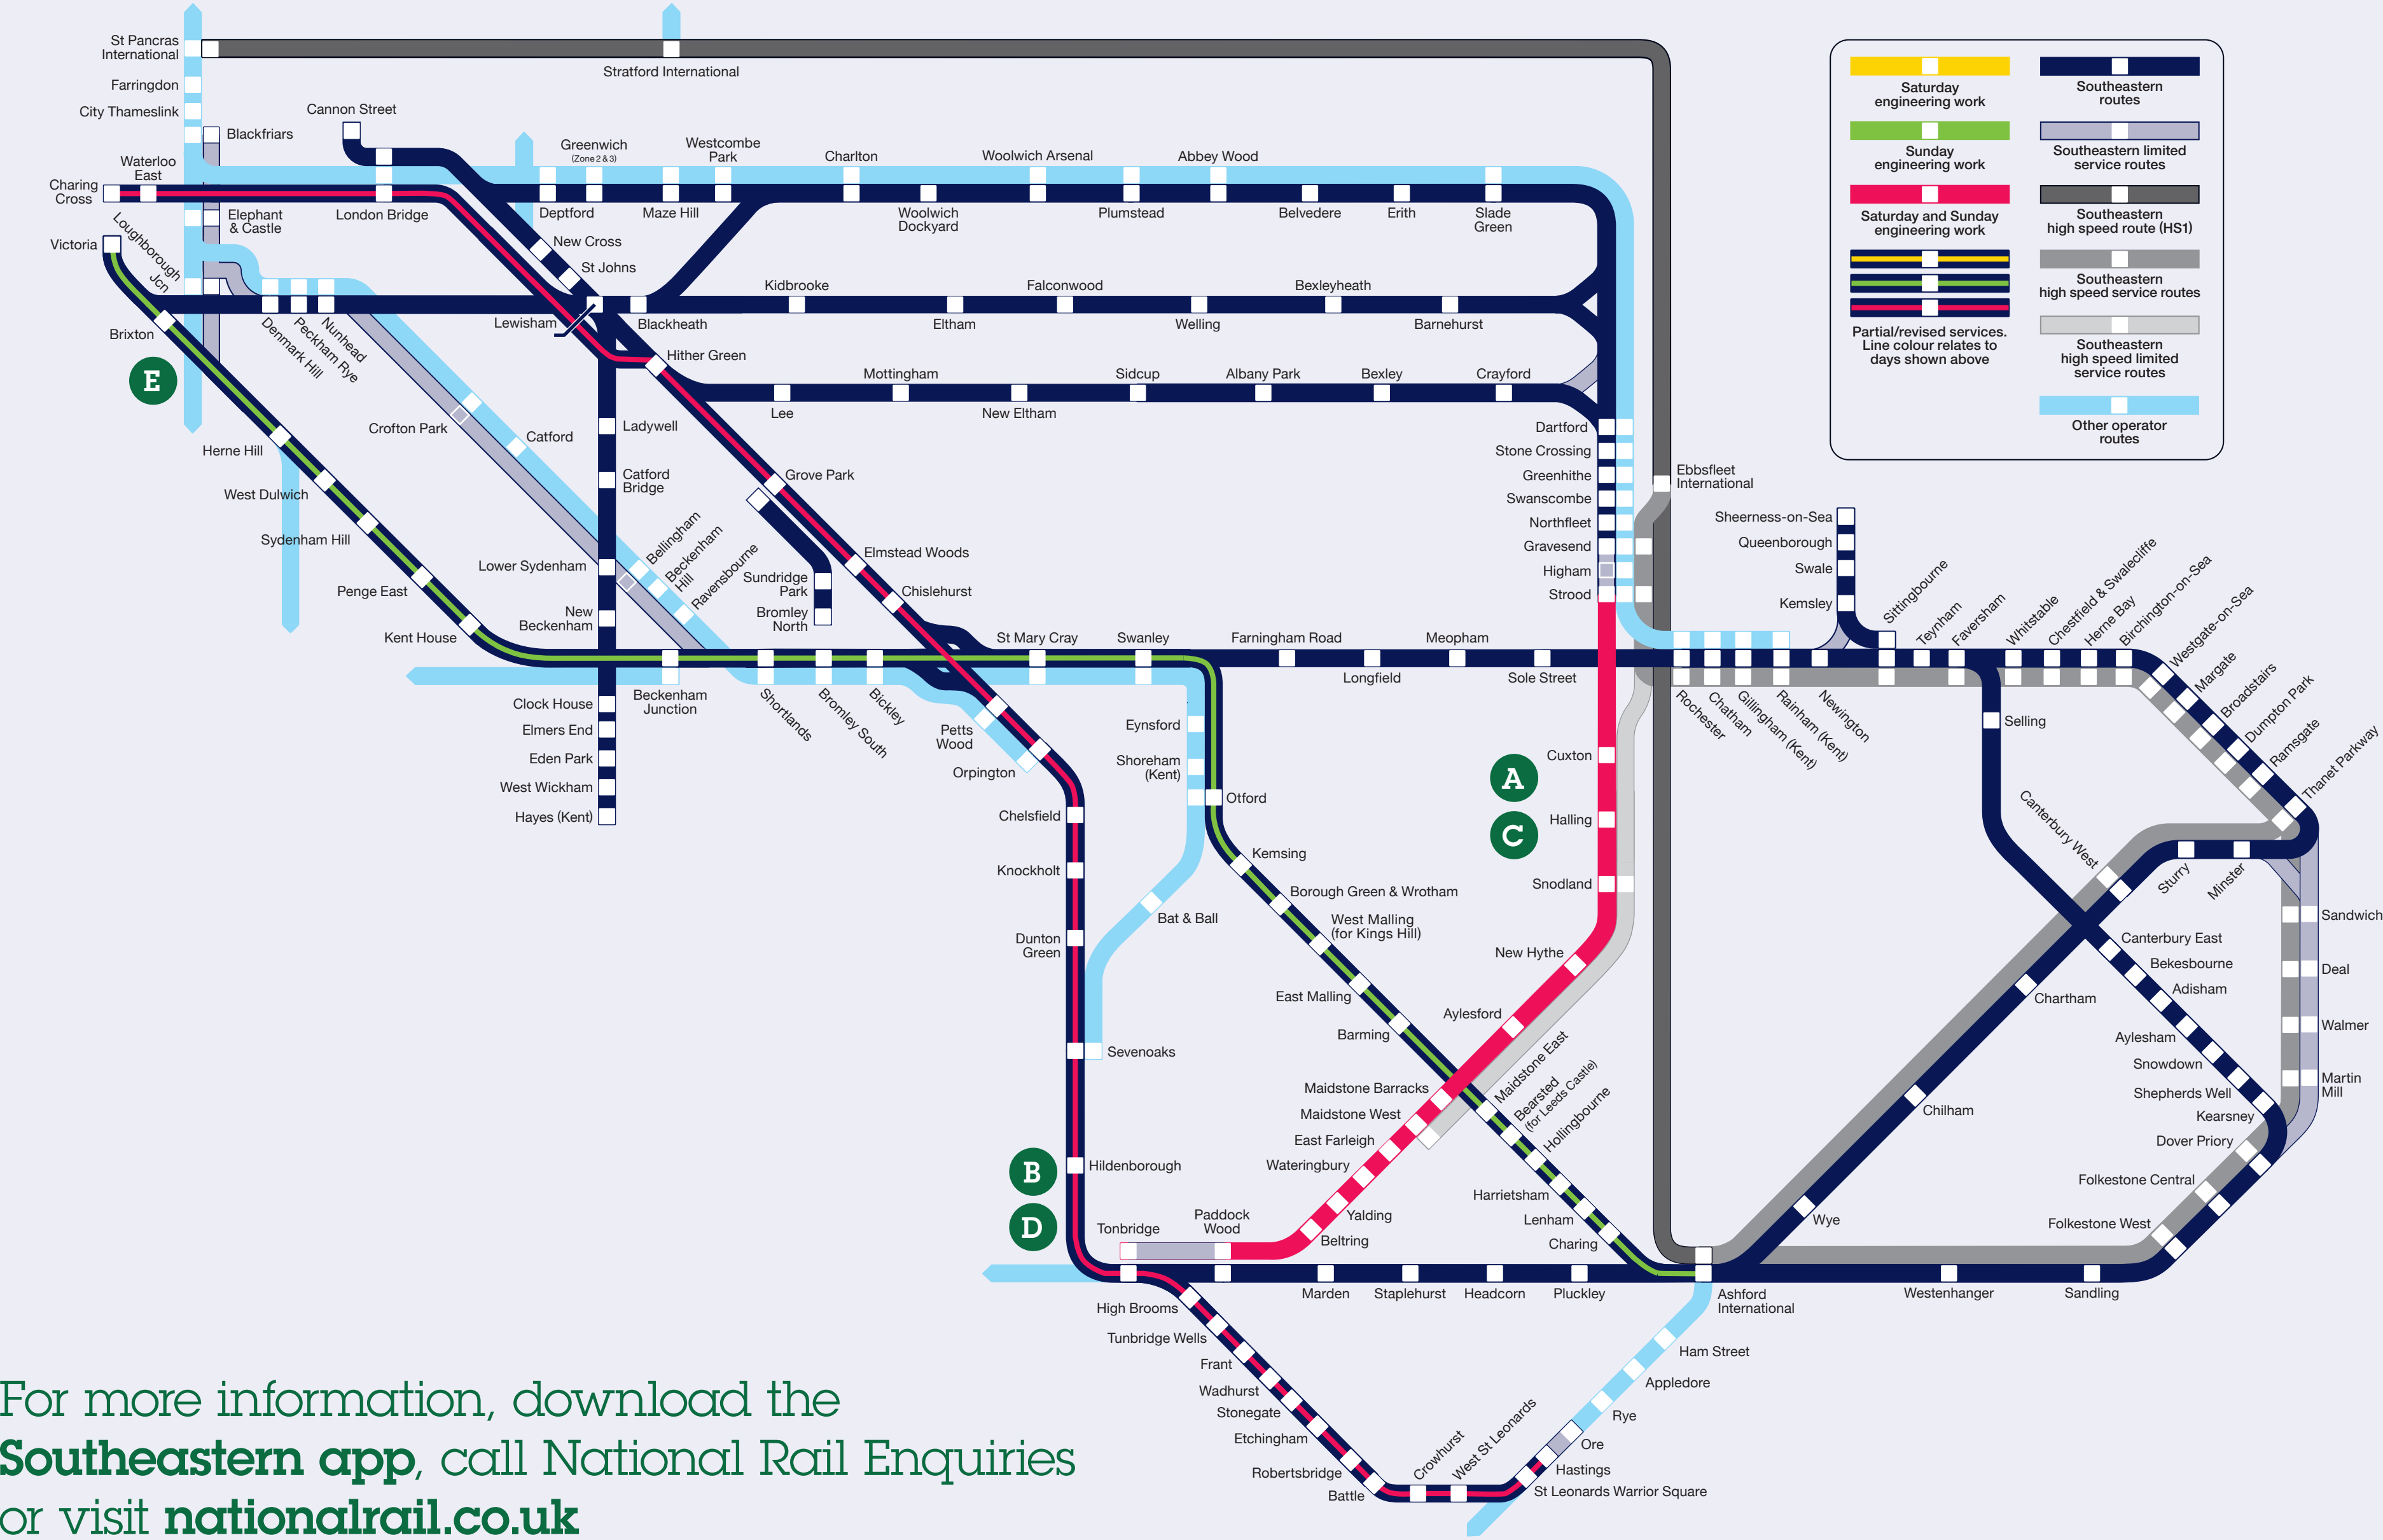 St Pancras
International
Farringdon
City Thameslink
Blackfriars
Waterloo
East
Charing
Cross
Elephant
& Castle
Loughborough
Jcn
Victoria
Brixton
E
Stratford International
Cannon Street
London Bridge
Greenwich
(Zone 2 & 3)
Westcombe
Park
Charlton
Woolwich Arsenal
Abbey Wood
Deptford
Maze Hill
Woolwich
Dockyard
Plumstead
Belvedere
Erith
Slade
Green
New Cross
St Johns
Lewisham
Blackheath
Kidbrooke
Eltham
Falconwood
Welling
Bexleyheath
Barnehurst
Hither Green
Lee
Mottingham
New Eltham
Sidcup
Albany Park
Bexley
Crayford
Denmark Hill
Peckham Rye
Nunhead
Crofton Park
Catford
Bellingham
Beckenham
Hill
Ravensbourne
Ladywell
Catford
Bridge
Lower Sydenham
New
Beckenham
Clock House
Elmers End
Eden Park
West Wickham
Hayes (Kent)
Herne Hill
West Dulwich
Sydenham Hill
Penge East
Kent House
Beckenham
Junction
Shortlands
Bromley South
Bickley
Grove Park
Sundridge
Park
Bromley
North
Elmstead Woods
Chislehurst
St Mary Cray
Swanley
Farningham Road
Longfield
Meopham
Sole Street
Petts
Wood
Orpington
Chelsfield
Knockholt
Dunton
Green
Sevenoaks
Hildenborough
B
D
Tonbridge
Eynsford
Shoreham
(Kent)
Otford
Bat & Ball
Kemsing
Borough Green & Wrotham
West Malling
(for Kings Hill)
East Malling
Barming
Maidstone East
Bearsted
(for Leeds Castle)
Hollingbourne
Harrietsham
Lenham
Charing
Dartford
Stone Crossing
Greenhithe
Swanscombe
Northfleet
Gravesend
Higham
Strood
Ebbsfleet
International
A
C
Cuxton
Halling
Snodland
New Hythe
Aylesford
Maidstone Barracks
Maidstone West
East Farleigh
Wateringbury
Yalding
Beltring
Paddock
Wood
Marden
Staplehurst
Headcorn
Pluckley
Ashford
International
Westenhanger
Sandling
Sheerness-on-Sea
Queenborough
Swale
Kemsley
Sittingbourne
Teynham
Faversham
Whitstable
Chestfield & Swalecliffe
Herne Bay
Birchington-on-Sea
Westgate-on-Sea
Margate
Broadstairs
Dumpton Park
Ramsgate
Thanet Parkway
Rochester
Chatham
Gillingham (Kent)
Rainham (Kent)
Newington
Selling
Canterbury West
Sturry
Minster
Sandwich
Deal
Walmer
Martin
Mill
Canterbury East
Bekesbourne
Adisham
Aylesham
Snowdown
Shepherds Well
Kearsney
Dover Priory
Folkestone Central
Folkestone West
Chartham
Chilham
Wye
High Brooms
Tunbridge Wells
Frant
Wadhurst
Stonegate
Etchingham
Robertsbridge
Battle
Crowhurst
West St Leonards
St Leonards Warrior Square
Hastings
Ore
Rye
Appledore
Ham Street
Saturday
engineering work
Sunday
engineering work
Saturday and Sunday
engineering work
Partial/revised services.
Line colour relates to
days shown above
Southeastern
routes
Southeastern limited
service routes
Southeastern
high speed route (HS1)
Southeastern
high speed service routes
Southeastern
high speed limited
service routes
Other operator
routes
For more information, download the
Southeastern app, call National Rail Enquiries
or visit nationalrail.co.uk